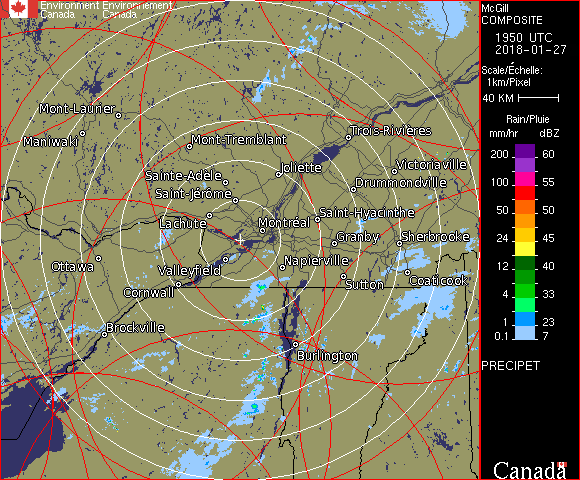 Environment Environnement
Canada Canada
McGill
COMPOSITE
1950 UTC
2018-01-27
Scale/Échelle:
1km/Pixel
40 KM
Rain/Pluie
mm/hr dBZ
200 60
55
100 55
50 50
24 45
12 40
4 33
1 23
0.1 7
PRECIPET
Canada
Mont-Laurier
Maniwaki
Mont-Tremblant
Trois-Rivières
Joliette
Victoriaville
Sainte-Adèle
Drummondville
Saint-Jérôme
Saint-Hyacinthe
Lachute
Montréal
Granby
Sherbrooke
Ottawa
Valleyfield
Napierville
Cornwall
Sutton
Coaticook
Brockville
Burlington